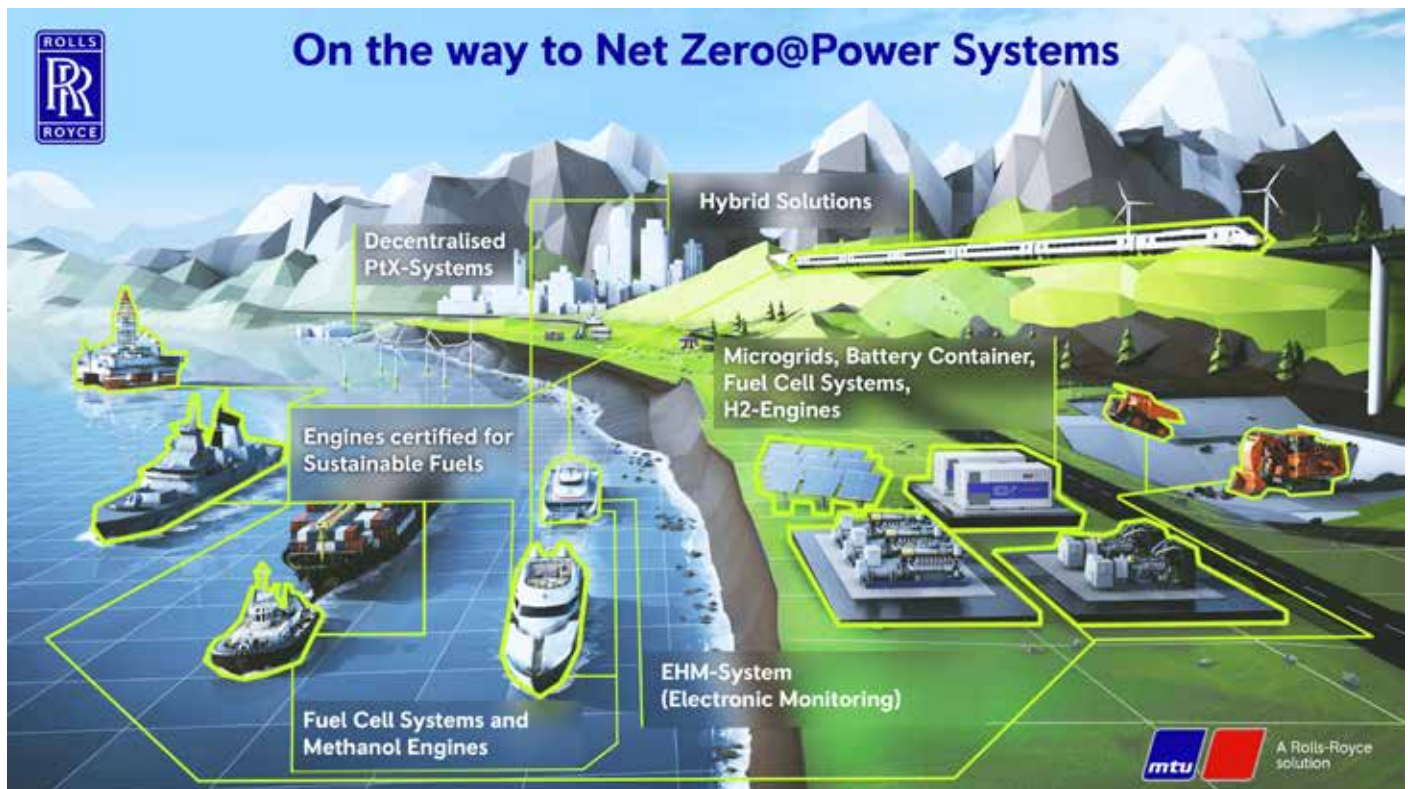 ROLLS
RR
ROYCE
On the way to Net Zero@Power Systems
Hybrid Solutions
Decentralised
PtX-Systems
Microgrids, Battery Container,
Fuel Cell Systems,
H2-Engines
Engines certified for
Sustainable Fuels
EHM-System
(Electronic Monitoring)
Fuel Cell Systems and
Methanol Engines
mtu
A Rolls-Royce
solution